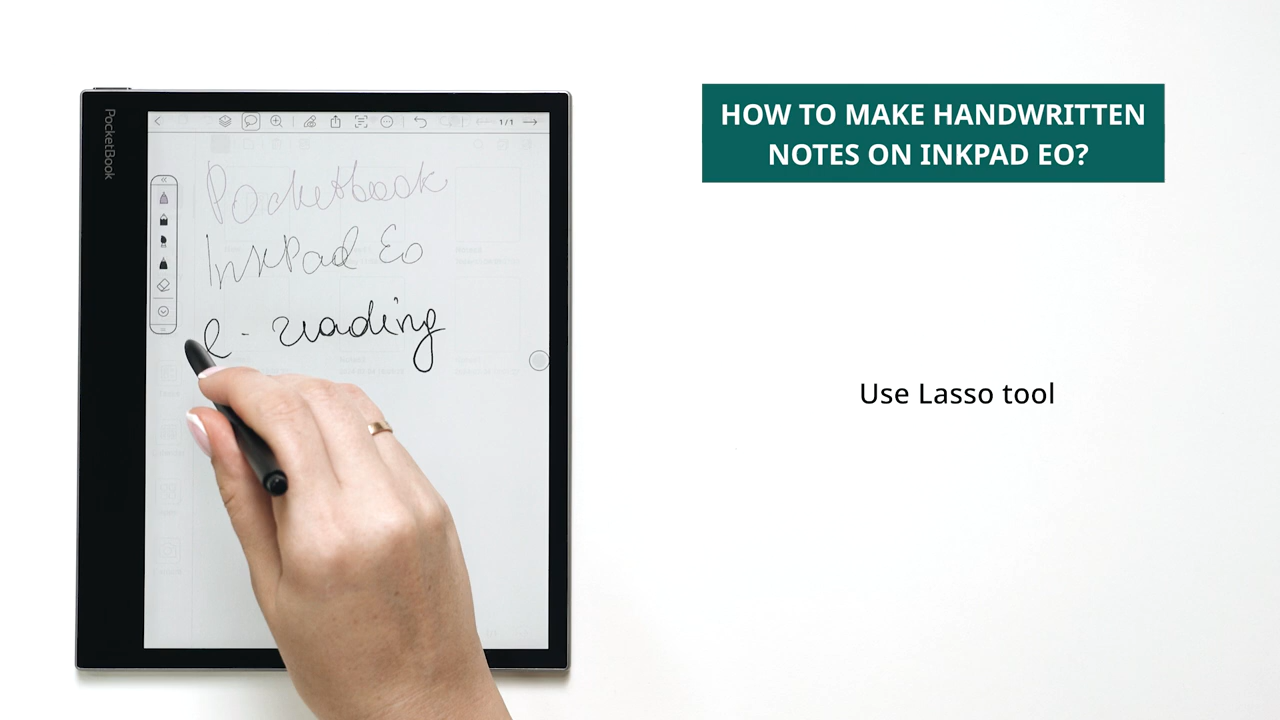 PocketBook
1/1
Pocketbook
InkPad Eo
e-reading
HOW TO MAKE HANDWRITTEN
NOTES ON INKPAD EO?
Use Lasso tool